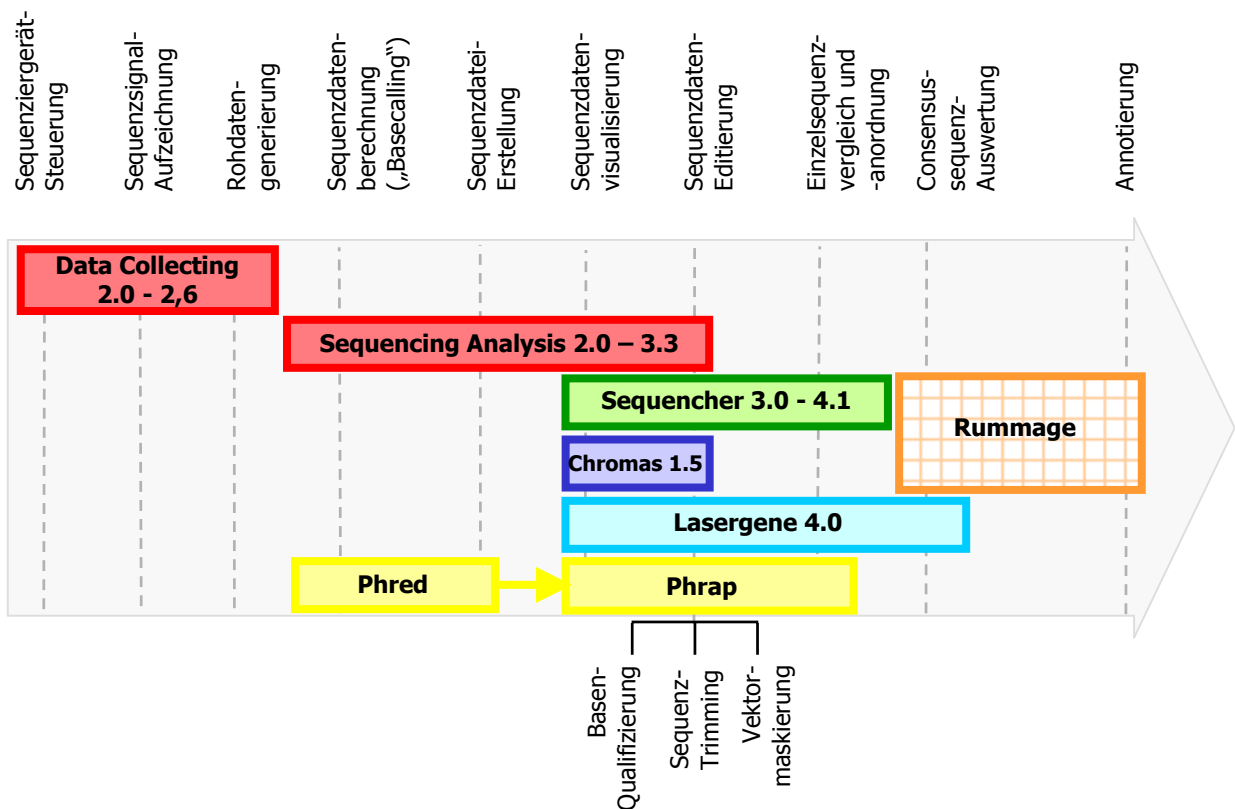 Sequenziergerät-
Steuerung
Sequenzsignal-
Aufzeichnung
Rohdaten-
generierung
Sequenzdaten-
berechnung
(„Basecalling“)
Sequenzdatei-
Erstellung
Sequenzdaten-
visualisierung
Sequenzdaten-
Editierung
Einzelsequenz-
vergleich und
-anordnung
Consensus-
sequenz-
Auswertung
Annotierung
Data Collecting
2.0 - 2,6
Sequencing Analysis 2.0 – 3.3
Sequencher 3.0 - 4.1
Rummage
Chromas 1.5
Lasergene 4.0
Phred
Phrap
Basen-
Qualifizierung
Sequenz-
Trimming
Vektor-
maskierung